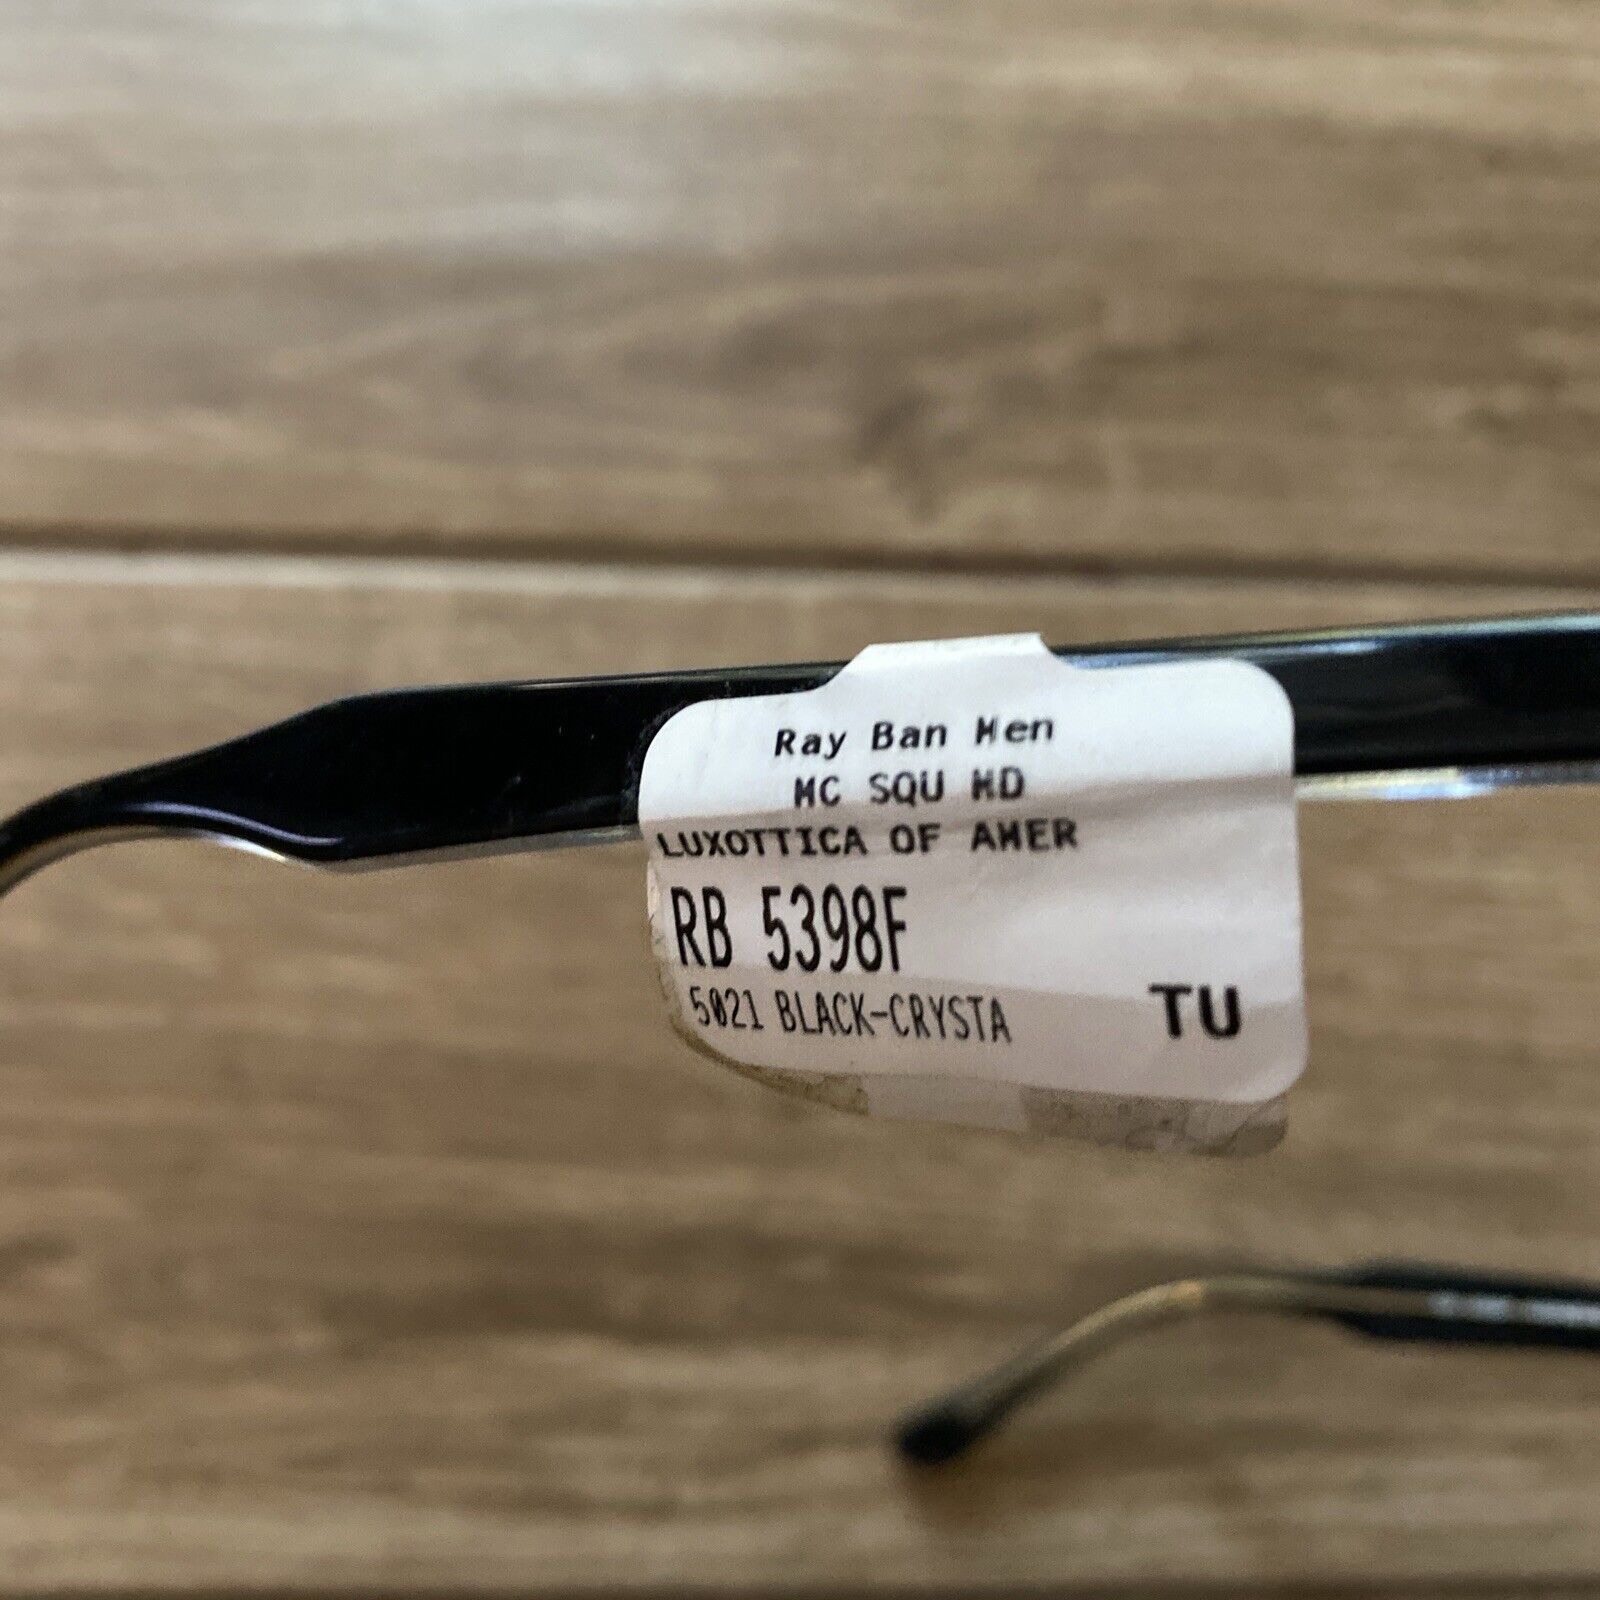 Ray Ban Men
MC SQU MD
LUXOTTICA OF AMER
RB 5398F
5021 BLACK-CRYSTA
TU